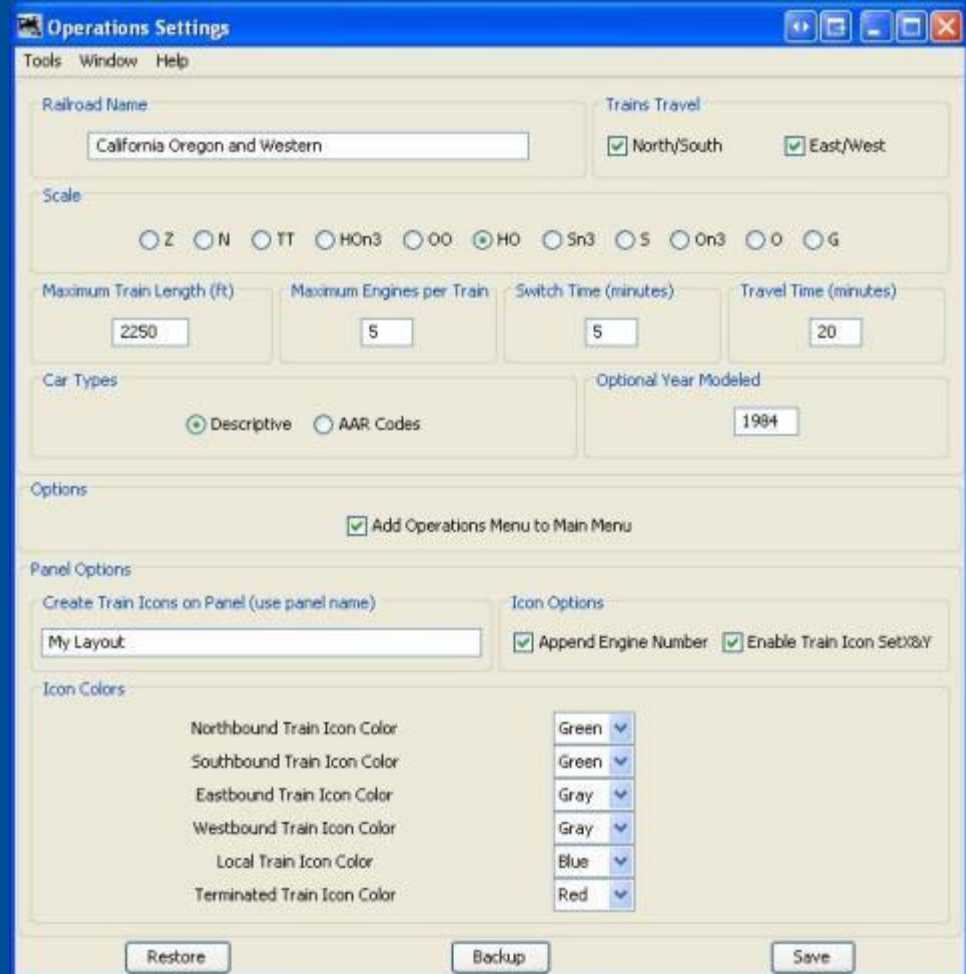 Operations Settings
Tools Window Help
Railroad Name Trains Travel
California Oregon and Western North/South East/West
Scale
Z N TT HOn3 OO HO Sn3 S On3 O G
Maximum Train Length (ft) Maximum Engines per Train Switch Time (minutes) Travel Time (minutes)
2250 5 5 20
Car Types Optional Year Modeled
Descriptive AAR Codes 1984
Options
Add Operations Menu to Main Menu
Panel Options
Create Train Icons on Panel (use panel name) Icon Options
My Layout Append Engine Number Enable Train Icon SetX&Y
Icon Colors
Northbound Train Icon Color Green
Southbound Train Icon Color Green
Eastbound Train Icon Color Gray
Westbound Train Icon Color Gray
Local Train Icon Color Blue
Terminated Train Icon Color Red
Restore Backup Save